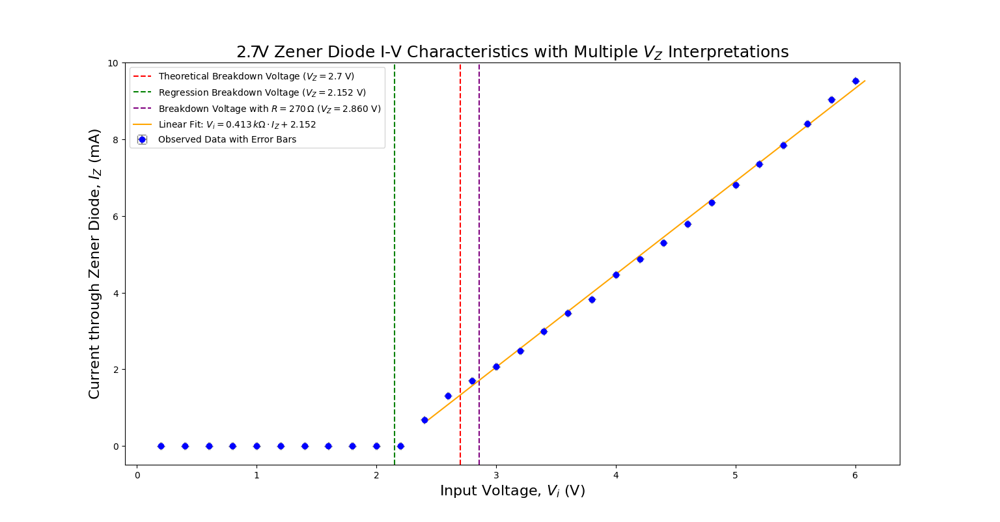 2.7V Zener Diode I-V Characteristics with Multiple V_Z Interpretations
Theoretical Breakdown Voltage (V_Z = 2.7 V)
Regression Breakdown Voltage (V_Z = 2.152 V)
Breakdown Voltage with R = 270 Ω (V_Z = 2.860 V)
Linear Fit: V_i = 0.413 kΩ · I_Z + 2.152
Observed Data with Error Bars
Current through Zener Diode, I_Z (mA)
10
8
6
4
2
0
0 1 2 3 4 5 6
Input Voltage, V_i (V)